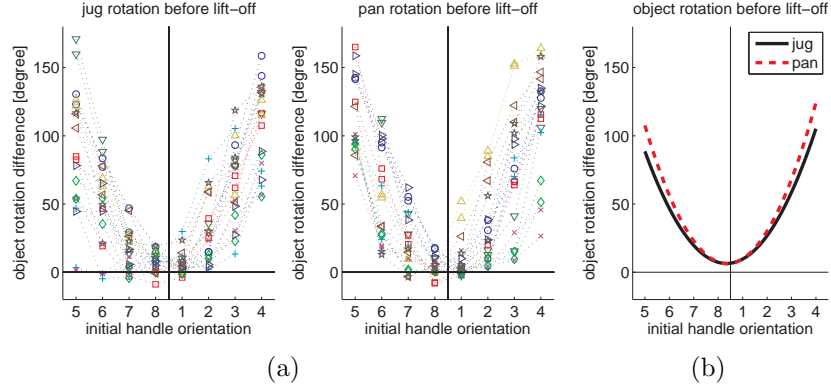 jug rotation before lift-off
object rotation difference [degree]
150
100
50
0
5 6 7 8 1 2 3 4
initial handle orientation
pan rotation before lift-off
object rotation difference [degree]
150
100
50
0
5 6 7 8 1 2 3 4
initial handle orientation
(a)
object rotation before lift-off
object rotation difference [degree]
150
100
50
0
jug
pan
5 6 7 8 1 2 3 4
initial handle orientation
(b)